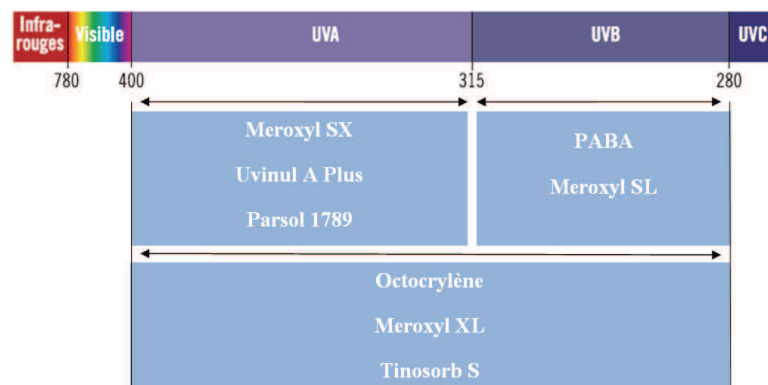 Infra-
rouges
Visible
UVA
UVB
UVC
780
400
315
280
Meroxyl SX
Uvinul A Plus
Parsol 1789
PABA
Meroxyl SL
Octocrylène
Meroxyl XL
Tinosorb S